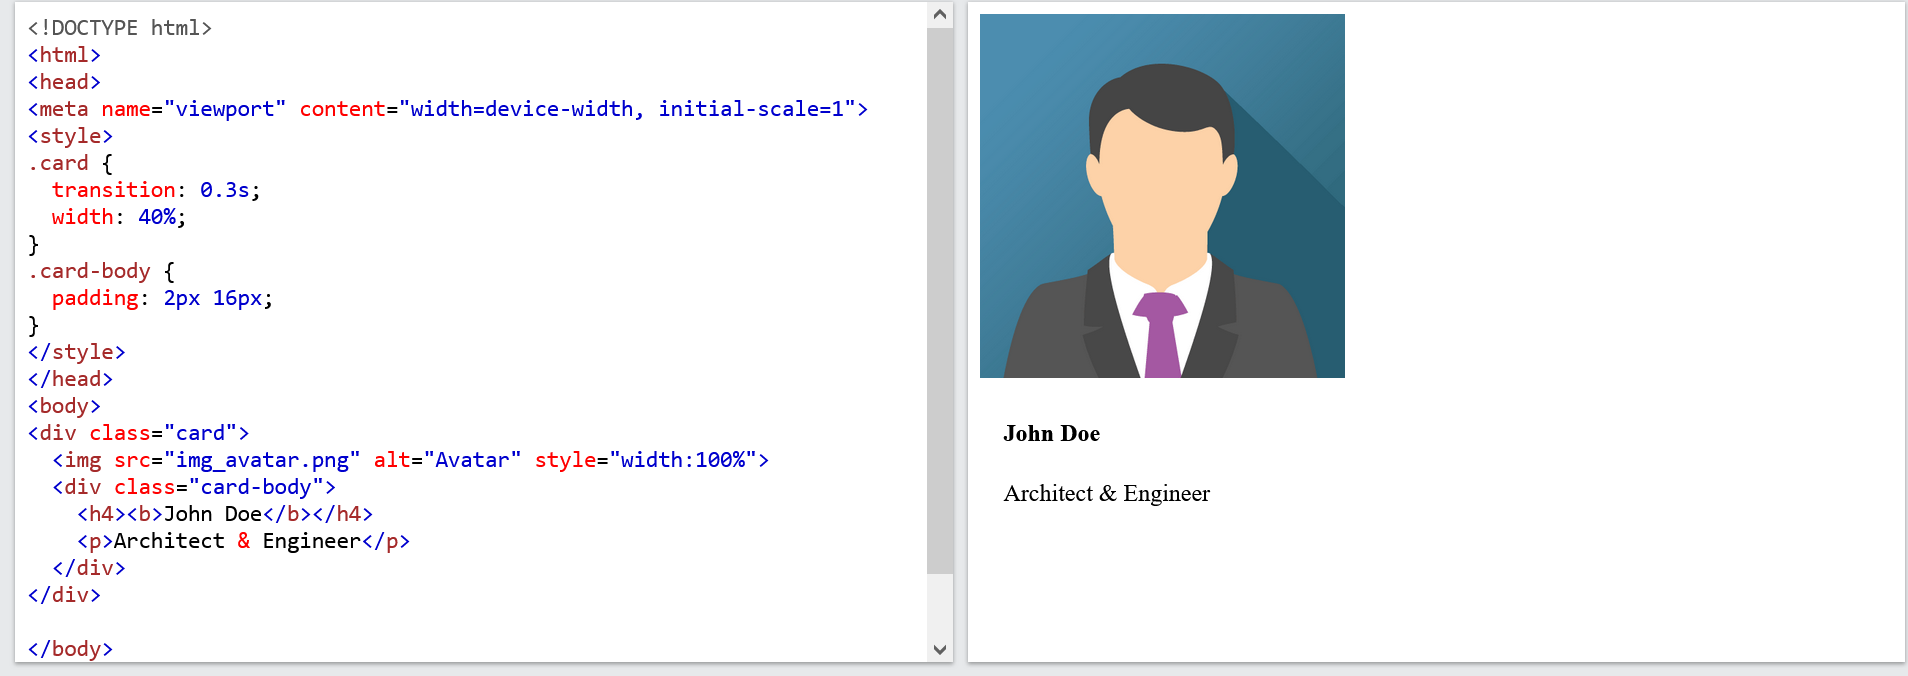 <!DOCTYPE html>
<html>
<head>
<meta name="viewport" content="width=device-width, initial-scale=1">
<style>
.card {
  transition: 0.3s;
  width: 40%;
}
.card-body {
  padding: 2px 16px;
}
</style>
</head>
<body>
<div class="card">
  <img src="img_avatar.png" alt="Avatar" style="width:100%">
  <div class="card-body">
    <h4><b>John Doe</b></h4>
    <p>Architect & Engineer</p>
  </div>
</div>

</body>
John Doe
Architect & Engineer